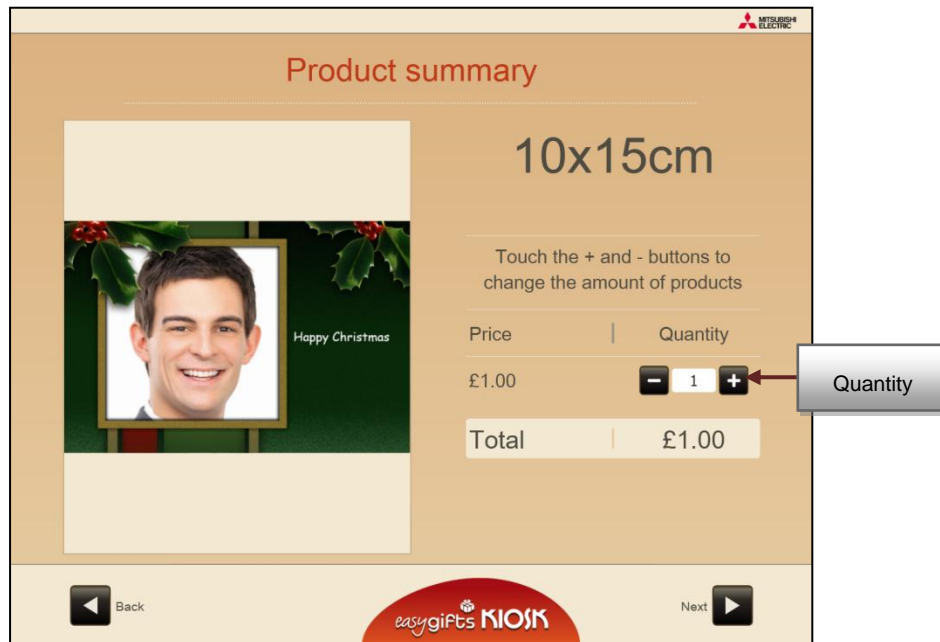 MITSUBISHI
ELECTRIC
Product summary
10x15cm
Touch the + and - buttons to
change the amount of products
Happy Christmas
Price | Quantity
£1.00 - 1 +
Quantity
Total | £1.00
Back
easygifts KIOSK
Next